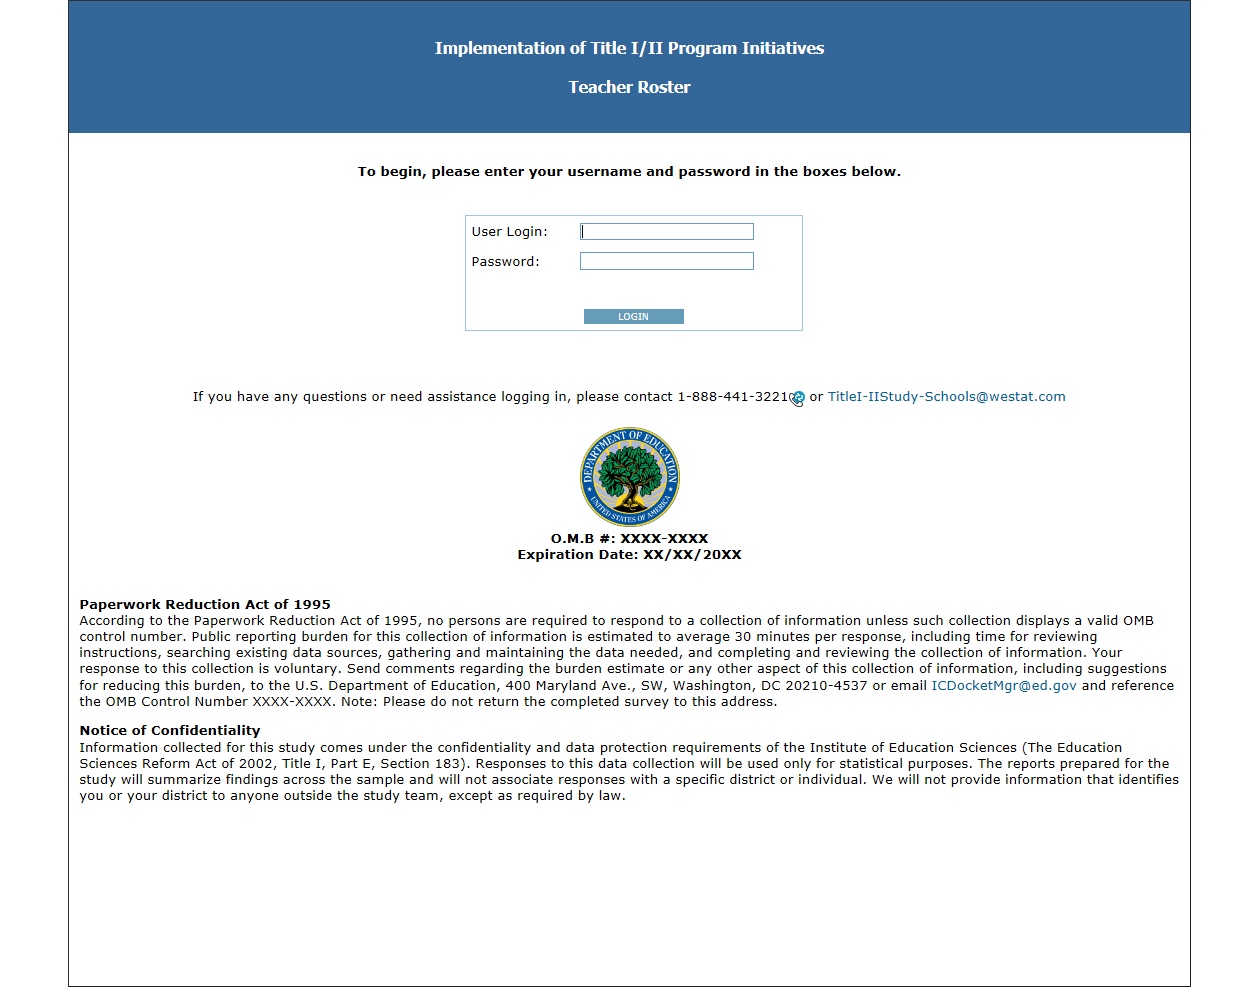 Implementation of Title I/II Program Initiatives
Teacher Roster
To begin, please enter your username and password in the boxes below.
User Login:
Password:
LOGIN
If you have any questions or need assistance logging in, please contact 1-888-441-3221 or TitleI-IIStudy-Schools@westat.com
DEPARTMENT OF EDUCATION
UNITED STATES OF AMERICA
O.M.B #: XXXX-XXXX
Expiration Date: XX/XX/20XX
Paperwork Reduction Act of 1995
According to the Paperwork Reduction Act of 1995, no persons are required to respond to a collection of information unless such collection displays a valid OMB
control number. Public reporting burden for this collection of information is estimated to average 30 minutes per response, including time for reviewing
instructions, searching existing data sources, gathering and maintaining the data needed, and completing and reviewing the collection of information. Your
response to this collection is voluntary. Send comments regarding the burden estimate or any other aspect of this collection of information, including suggestions
for reducing this burden, to the U.S. Department of Education, 400 Maryland Ave., SW, Washington, DC 20210-4537 or email ICDocketMgr@ed.gov and reference
the OMB Control Number XXXX-XXXX. Note: Please do not return the completed survey to this address.
Notice of Confidentiality
Information collected for this study comes under the confidentiality and data protection requirements of the Institute of Education Sciences (The Education
Sciences Reform Act of 2002, Title I, Part E, Section 183). Responses to this data collection will be used only for statistical purposes. The reports prepared for the
study will summarize findings across the sample and will not associate responses with a specific district or individual. We will not provide information that identifies
you or your district to anyone outside the study team, except as required by law.